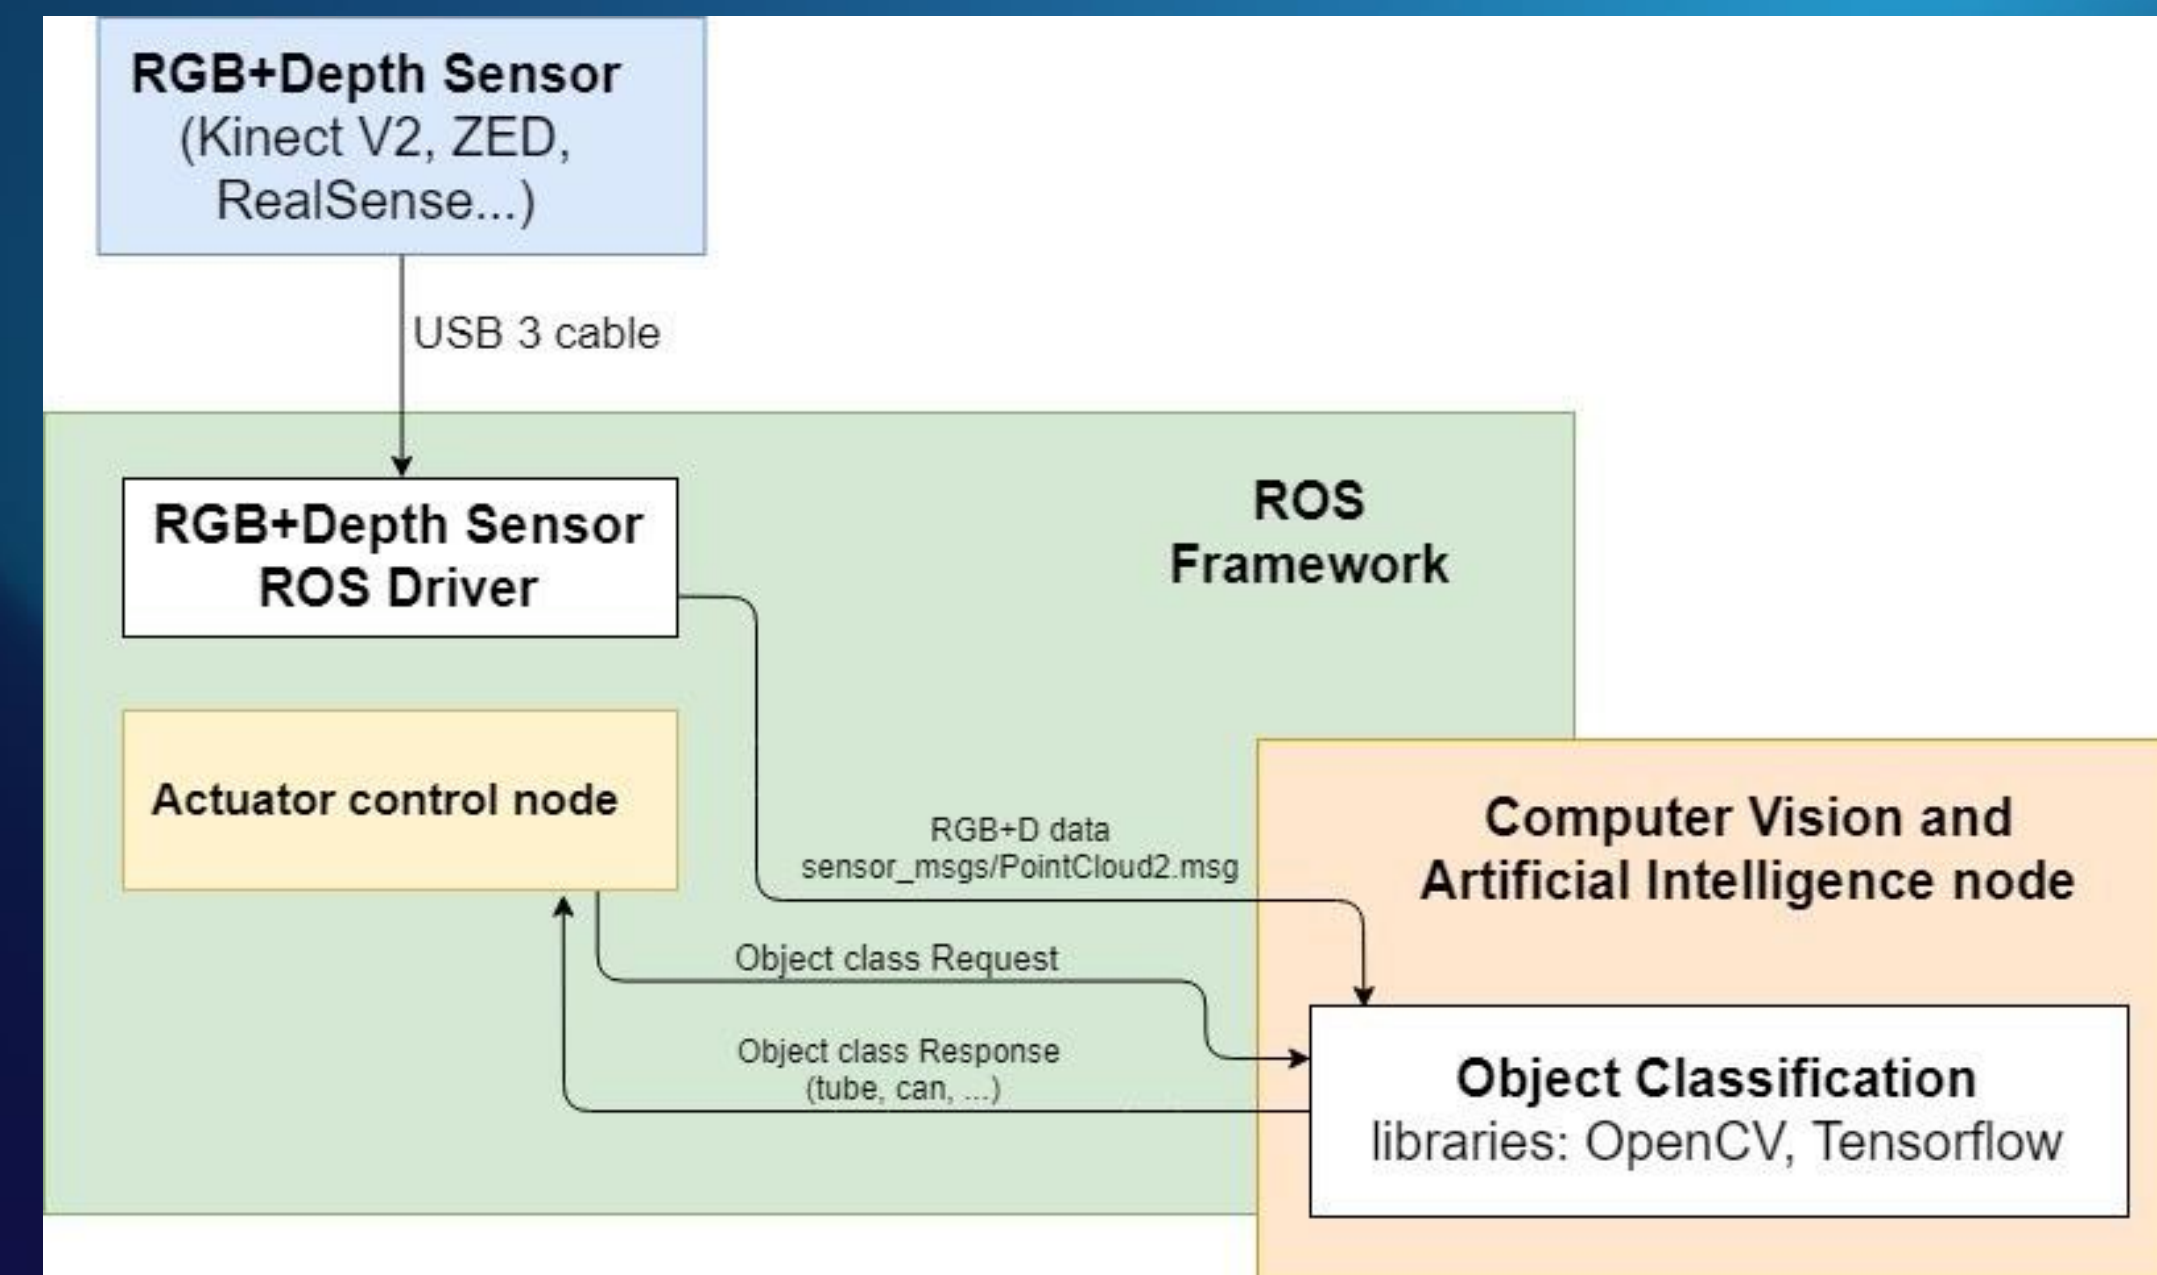 RGB+Depth Sensor
(Kinect V2, ZED,
RealSense...)
USB 3 cable
RGB+Depth Sensor
ROS Driver
ROS
Framework
Actuator control node
RGB+D data
sensor_msgs/PointCloud2.msg
Computer Vision and
Artificial Intelligence node
Object class Request
Object class Response
(tube, can, ...)
Object Classification
libraries: OpenCV, Tensorflow